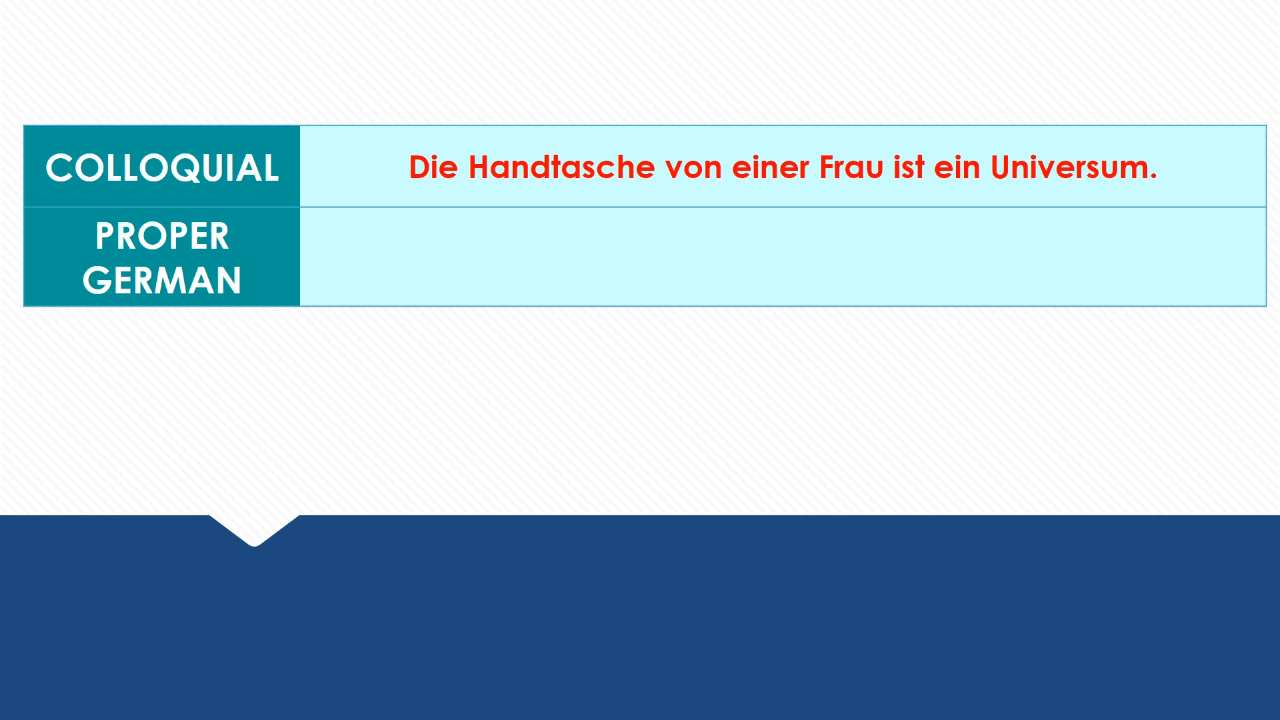 COLLOQUIAL
Die Handtasche von einer Frau ist ein Universum.
PROPER
GERMAN